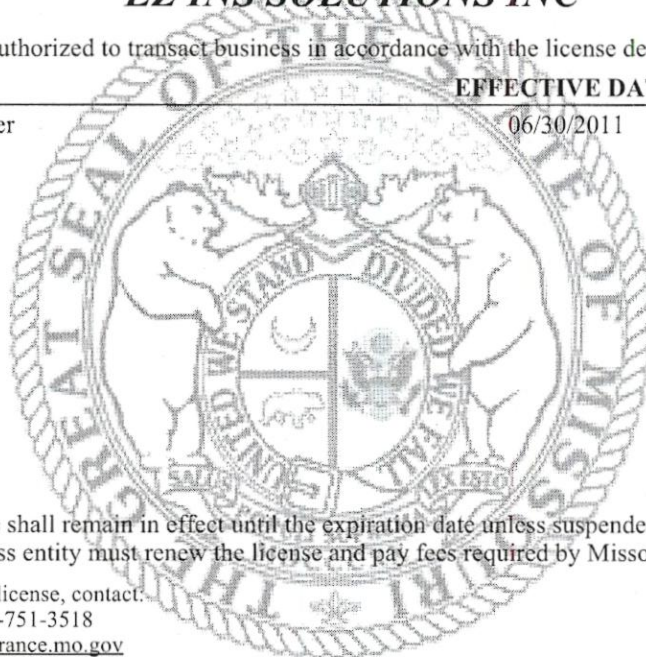 EZ INS SOLUTIONS INC
uthorized to transact business in accordance with the license de
EFFECTIVE DA
er 06/30/2011
THE GREAT SEAL OF THE STATE OF MISSOURI
UNITED WE STAND DIVIDED WE FALL
SALUS LEX ESTO
shall remain in effect until the expiration date unless suspende
ss entity must renew the license and pay fees required by Misso
license, contact:
-751-3518
rance.mo.gov